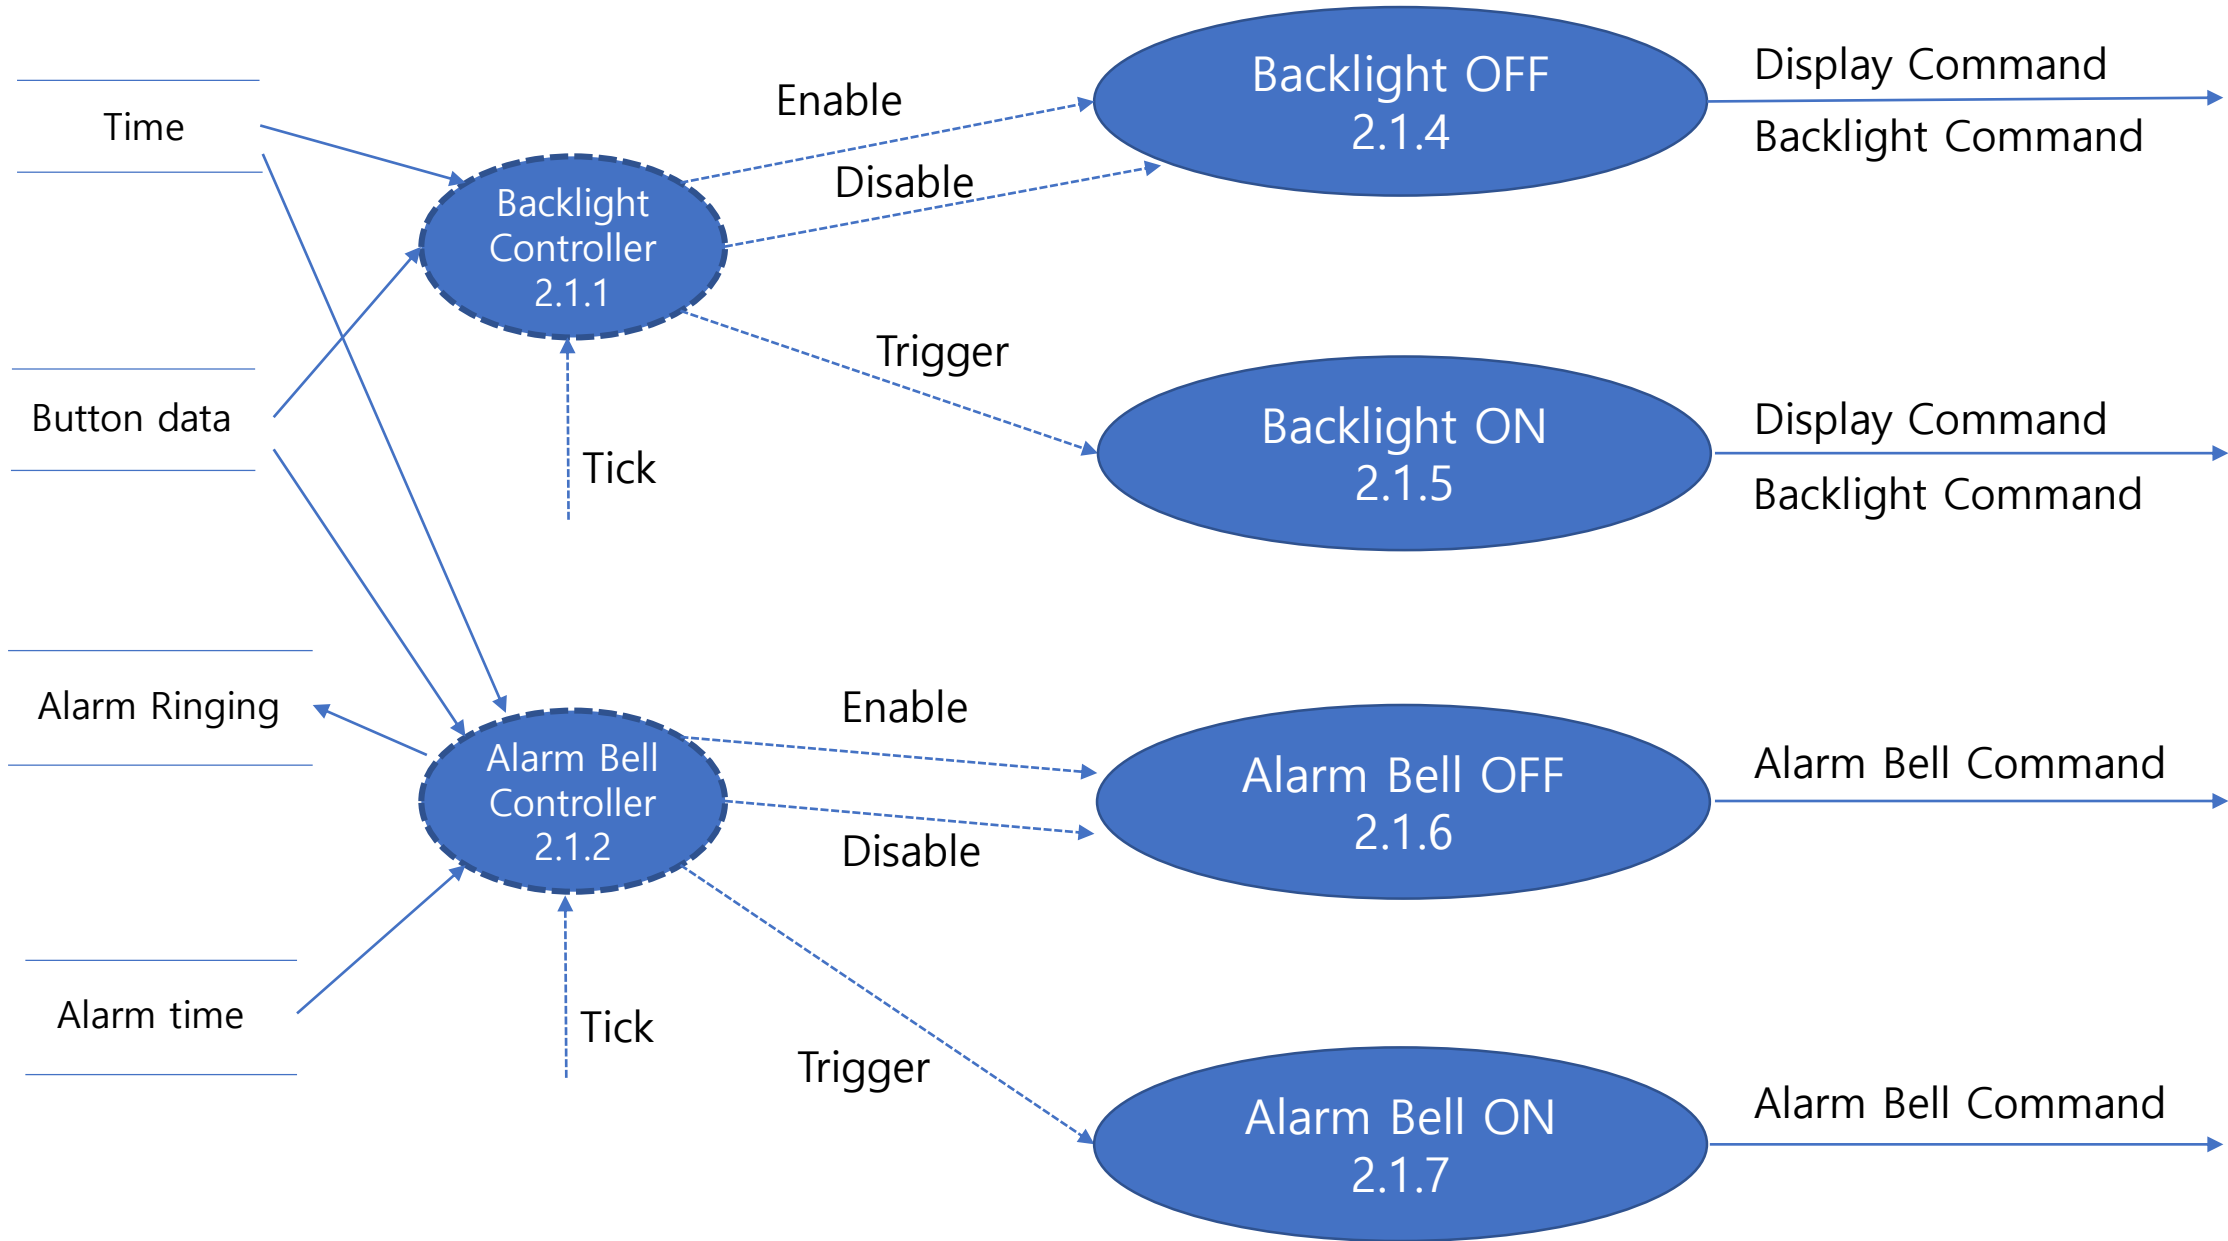 Time
Button data
Alarm Ringing
Alarm time
Backlight
Controller
2.1.1
Tick
Alarm Bell
Controller
2.1.2
Tick
Enable
Disable
Trigger
Enable
Disable
Trigger
Backlight OFF
2.1.4
Backlight ON
2.1.5
Alarm Bell OFF
2.1.6
Alarm Bell ON
2.1.7
Display Command
Backlight Command
Display Command
Backlight Command
Alarm Bell Command
Alarm Bell Command